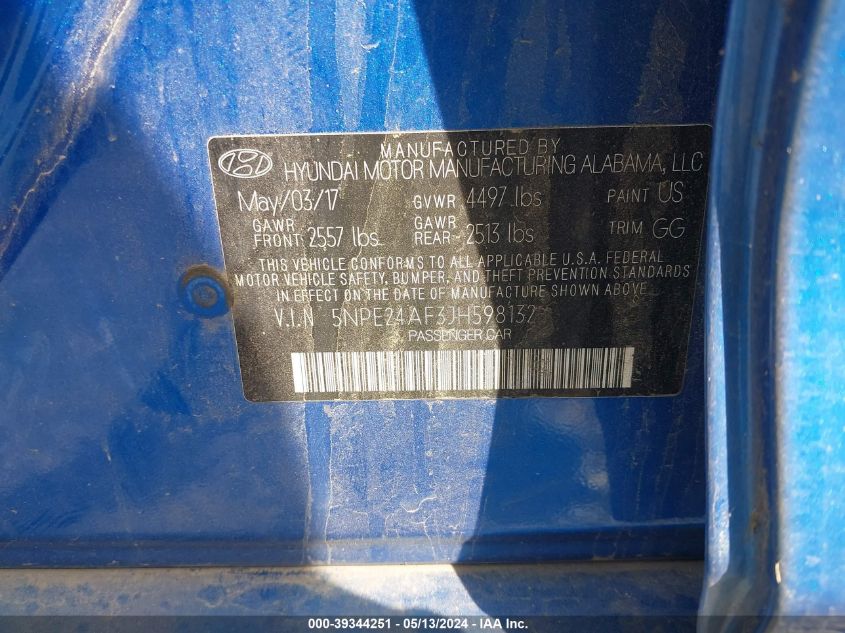 MANUFACTURED BY
HYUNDAI MOTOR MANUFACTURING ALABAMA, LLC
May/03/17 GVWR 4497 lbs PAINT US
GAWR FRONT 2557 lbs GAWR REAR 2513 lbs TRIM GG
THIS VEHICLE CONFORMS TO ALL APPLICABLE U.S.A. FEDERAL
MOTOR VEHICLE SAFETY, BUMPER, AND THEFT PREVENTION STANDARDS
IN EFFECT ON THE DATE OF MANUFACTURE SHOWN ABOVE.
V.I.N 5NPE24AF3JH598132
PASSENGER CAR
000-39344251 - 05/13/2024 - IAA Inc.